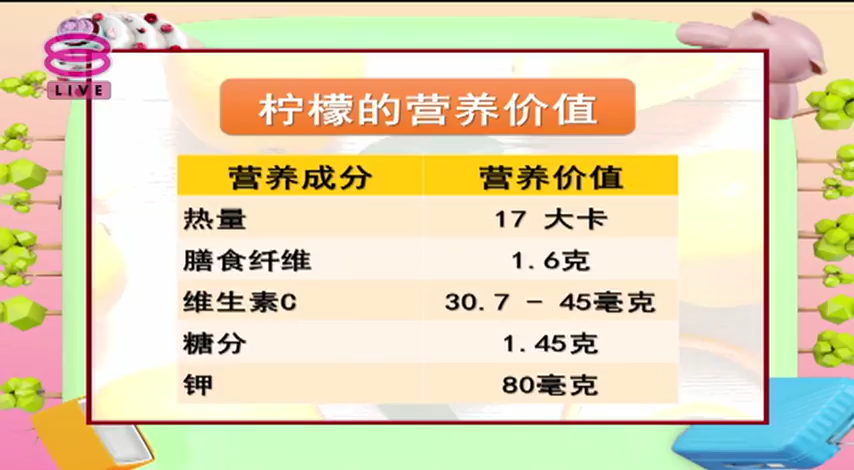 LIVE
柠檬的营养价值
营养成分 营养价值
热量 17 大卡
膳食纤维 1.6克
维生素C 30.7 - 45毫克
糖分 1.45克
钾 80毫克